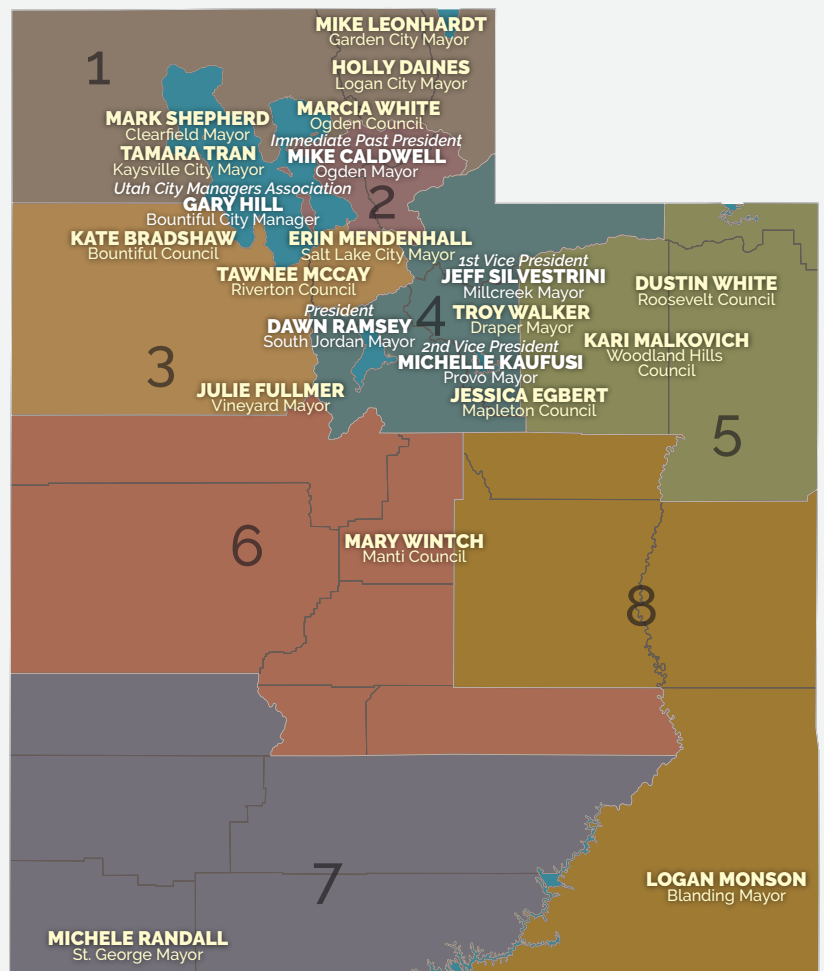 MIKE LEONHARDT
Garden City Mayor
1
HOLLY DAINES
Logan City Mayor
MARK SHEPHERD
Clearfield Mayor
MARCIA WHITE
Ogden Council
TAMARA TRAN
Kaysville City Mayor
Immediate Past President
MIKE CALDWELL
Ogden Mayor
Utah City Managers Association
GARY HILL
Bountiful City Manager
2
KATE BRADSHAW
Bountiful Council
ERIN MENDENHALL
Salt Lake City Mayor
TAWNEE MCCAY
Riverton Council
1st Vice President
JEFF SILVESTRINI
Millcreek Mayor
DUSTIN WHITE
Roosevelt Council
President
DAWN RAMSEY
South Jordan Mayor
4
TROY WALKER
Draper Mayor
KARI MALKOVICH
Woodland Hills
Council
2nd Vice President
MICHELLE KAUFUSI
Provo Mayor
3
JULIE FULLMER
Vineyard Mayor
JESSICA EGBERT
Mapleton Council
5
6
MARY WINTCH
Manti Council
8
7
LOGAN MONSON
Blanding Mayor
MICHELE RANDALL
St. George Mayor